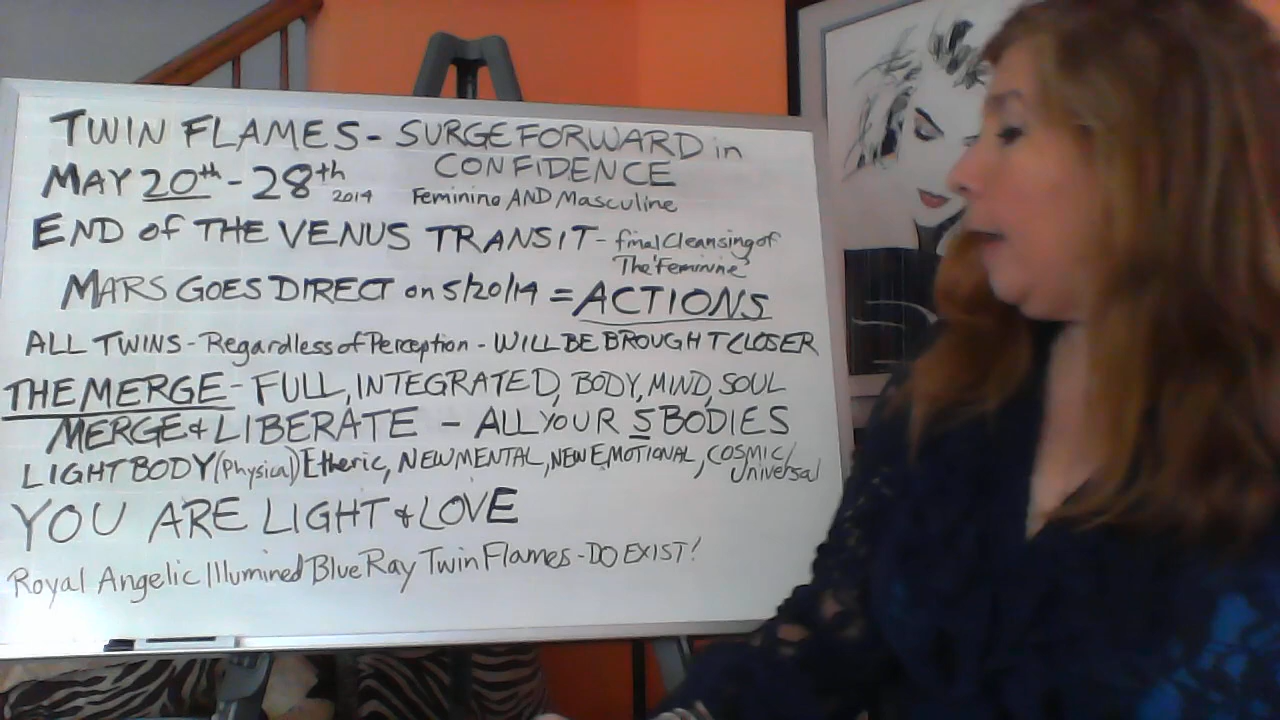 TWIN FLAMES - SURGE FORWARD in
CONFIDENCE
MAY 20th - 28th 2014
Feminine AND Masculine
END of THE VENUS TRANSIT - final Cleansing of
The 'Feminine'
MARS GOES DIRECT on 5/20/14 = ACTIONS
ALL TWINS - Regardless of Perception - WILL BE BROUGHT CLOSER
THE MERGE - FULL, INTEGRATED, BODY, MIND, SOUL
MERGE & LIBERATE - ALL YOUR 5 BODIES
LIGHTBODY (Physical) Etheric, NEW MENTAL, NEW EMOTIONAL, COSMIC/
Universal
YOU ARE LIGHT & LOVE
Royal Angelic Illumined Blue Ray Twin Flames - DO EXIST!